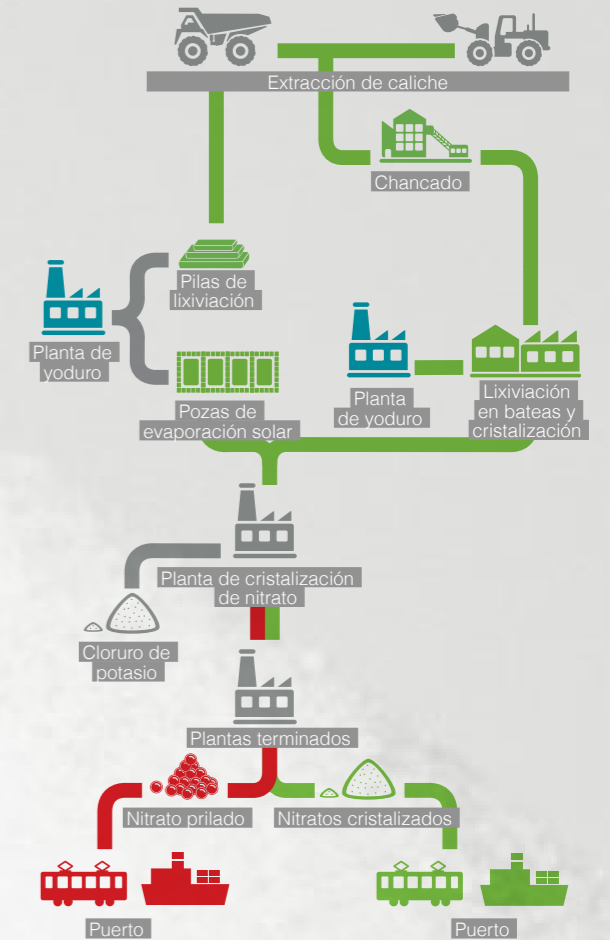 Extracción de caliche
Chancado
Pilas de
lixiviación
Planta de
yoduro
Pozas de
evaporación solar
Planta
de yoduro
Lixiviación
en bateas y
cristalización
Planta de cristalización
de nitrato
Cloruro de
potasio
Plantas terminados
Nitrato prilado
Nitratos cristalizados
Puerto
Puerto